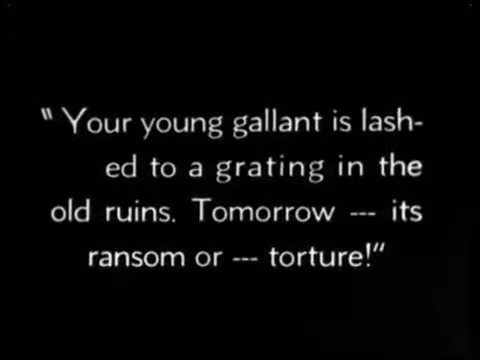 "Your young gallant is lash-
ed to a grating in the
old ruins. Tomorrow --- its
ransom or --- torture!"